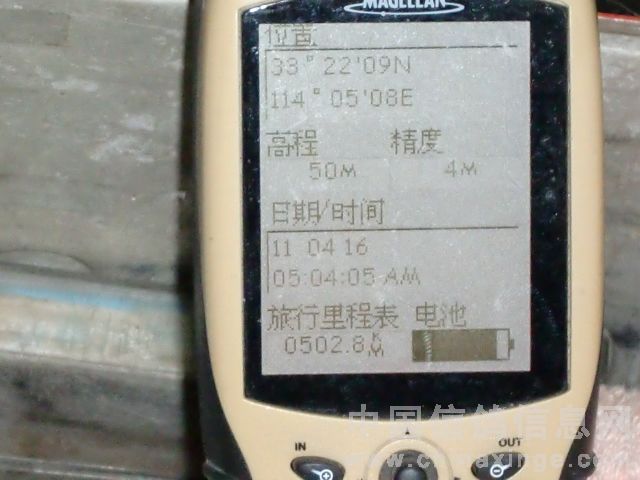 MAGELLAN
位置
33°22'09N
114°05'08E
高程 精度
50M 4M
日期/时间
11 04 16
05:04:05 AM
旅行里程表 电池
0502.8KM
中国信鸽信息网
IN OUT